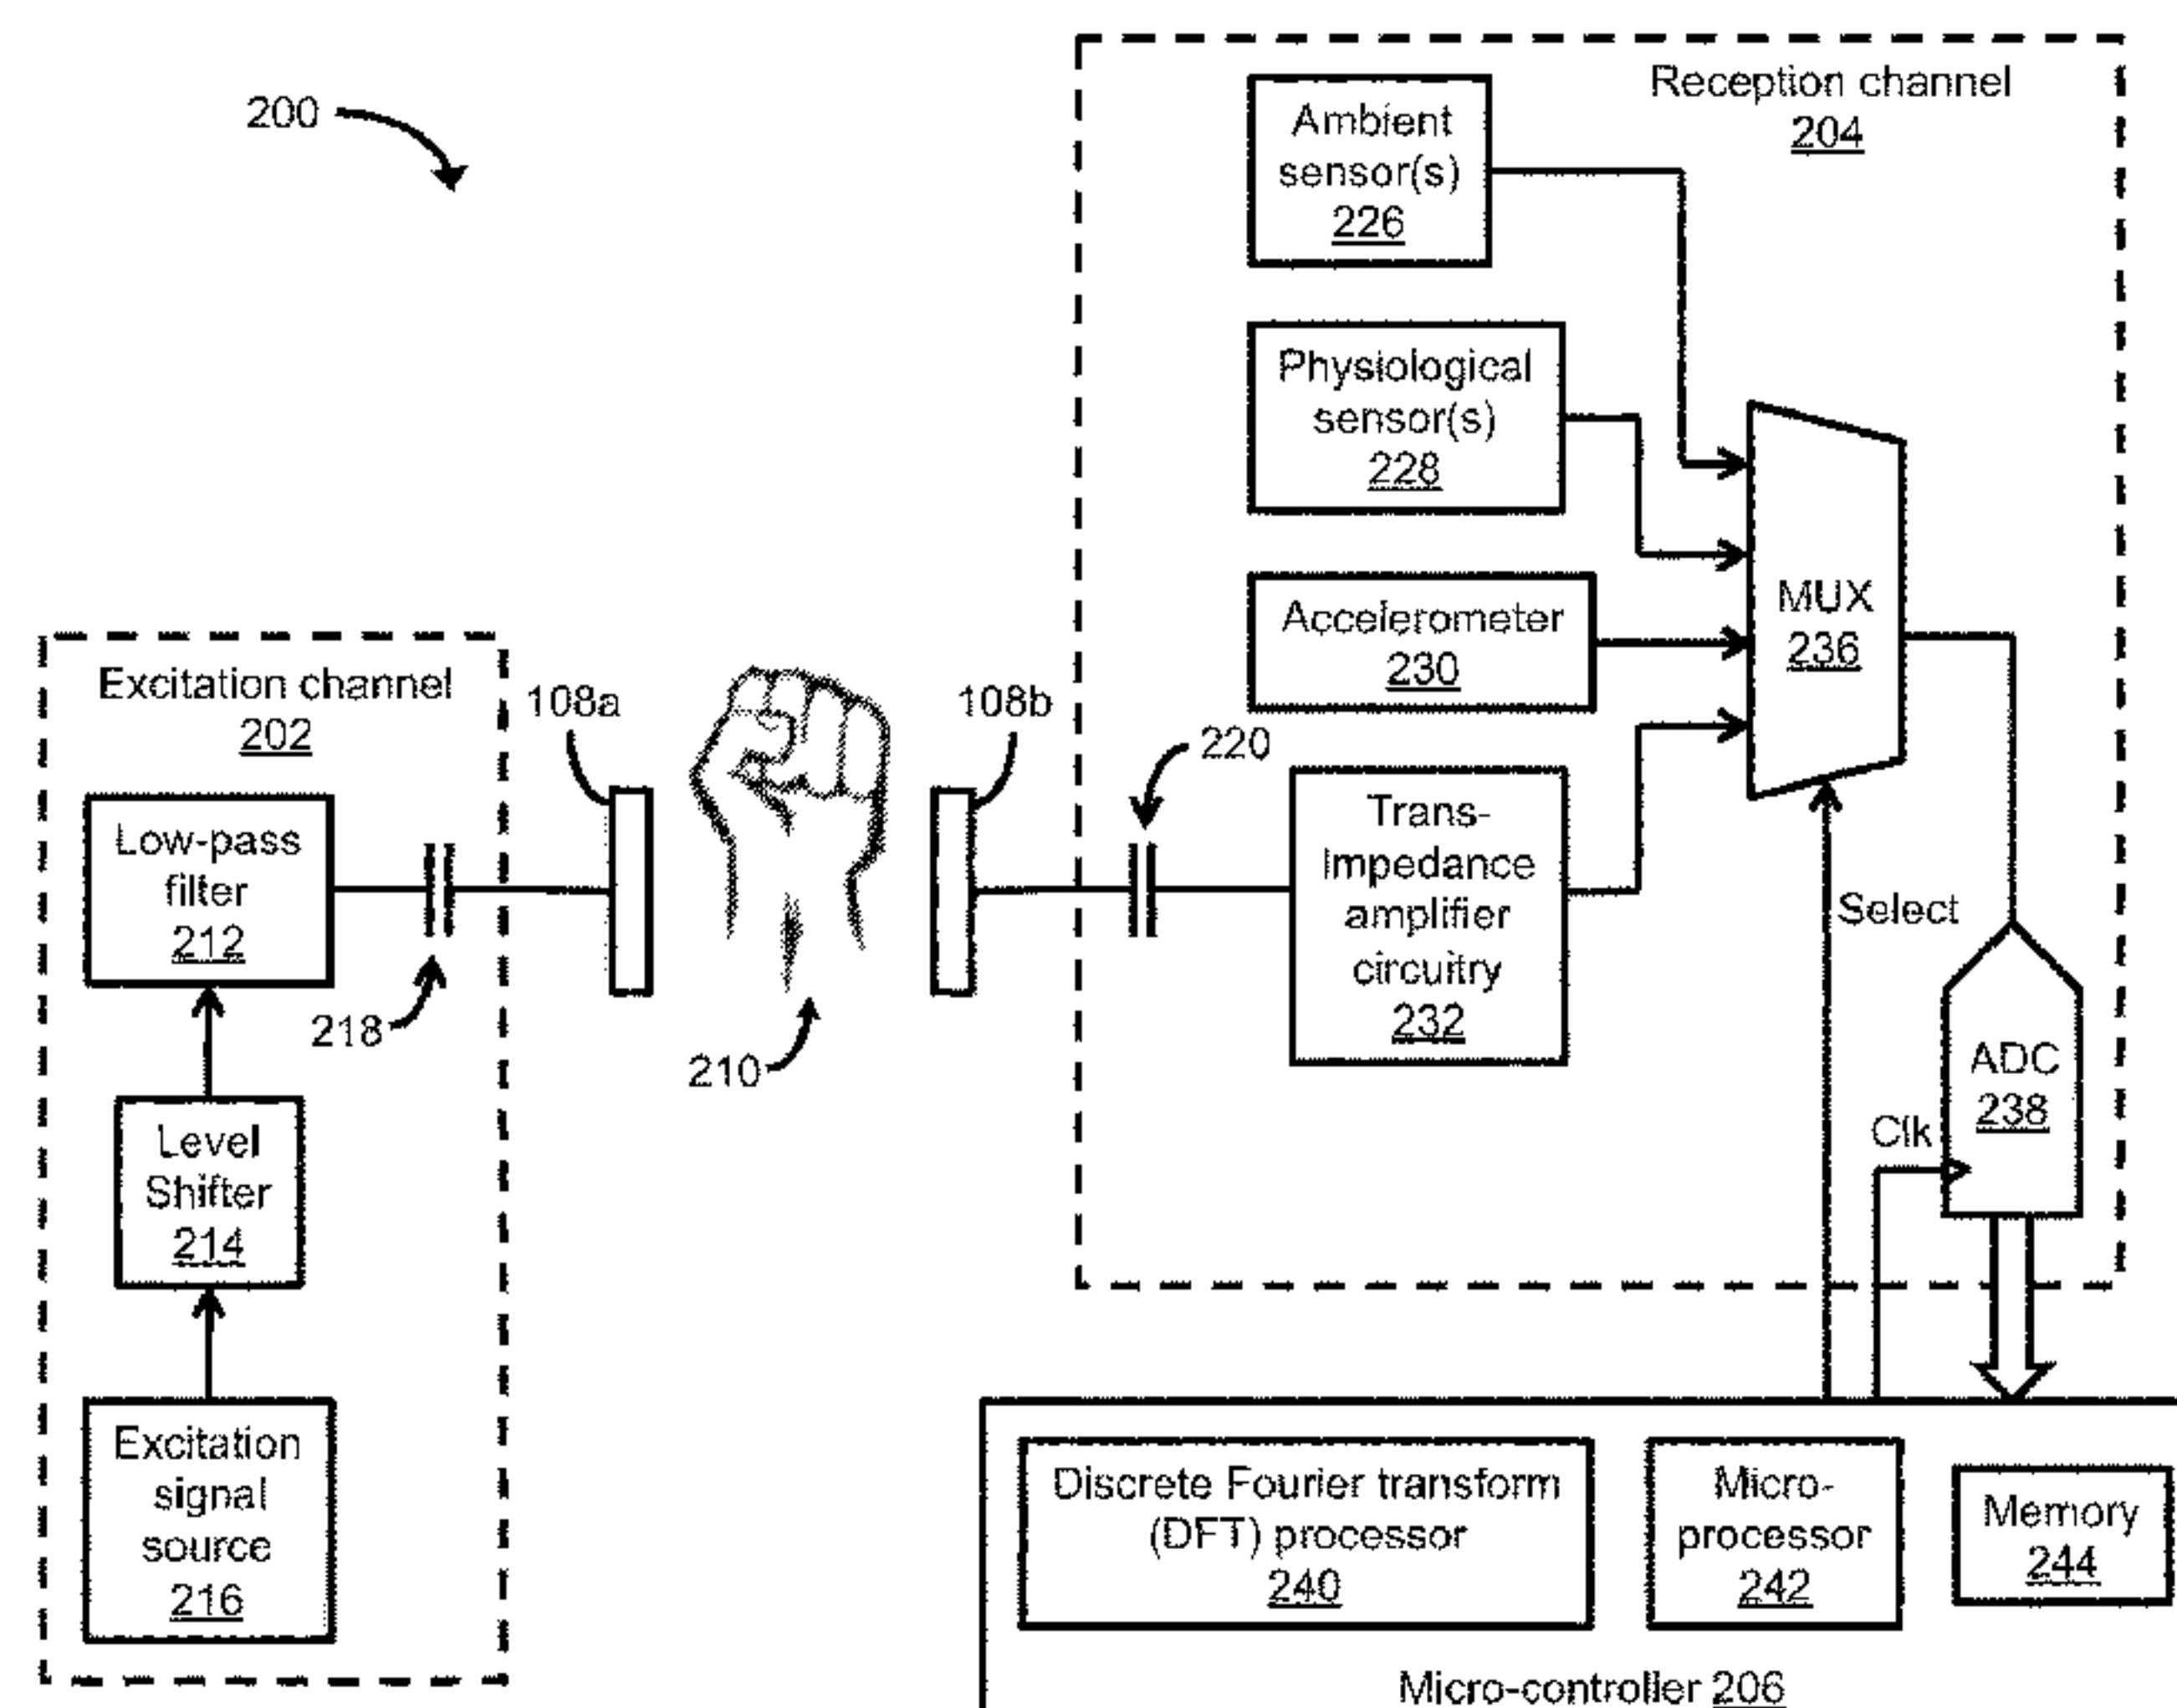 200
Reception channel
204
Ambient
sensor(s)
226
Physiological
sensor(s)
228
Accelerometer
230
MUX
236
Excitation channel
202
108a
108b
220
Low-pass
filter
212
218
210
Trans-
Impedance
amplifier
circuitry
232
Select
Level
Shifter
214
ADC
238
Clk
Excitation
signal
source
216
Discrete Fourier transform
(DFT) processor
240
Micro-
processor
242
Memory
244
Micro-controller 206